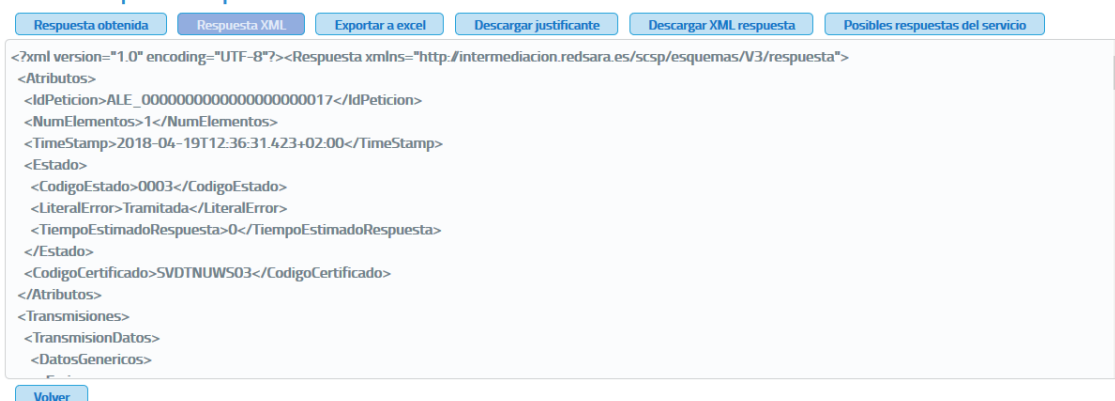 Respuesta obtenida Respuesta XML Exportar a excel Descargar justificante Descargar XML respuesta Posibles respuestas del servicio
<?xml version="1.0" encoding="UTF-8"?><Respuesta xmlns="http://intermediacion.redsara.es/scsp/esquemas/V3/respuesta">
<Atributos>
<IdPeticion>ALE_0000000000000000000017</IdPeticion>
<NumElementos>1</NumElementos>
<TimeStamp>2018-04-19T12:36:31.423+02:00</TimeStamp>
<Estado>
<CodigoEstado>0003</CodigoEstado>
<LiteralError>Tramitada</LiteralError>
<TiempoEstimadoRespuesta>0</TiempoEstimadoRespuesta>
</Estado>
<CodigoCertificado>SVDTNUWS03</CodigoCertificado>
</Atributos>
<Transmisiones>
<TransmisionDatos>
<DatosGenericos>
Volver